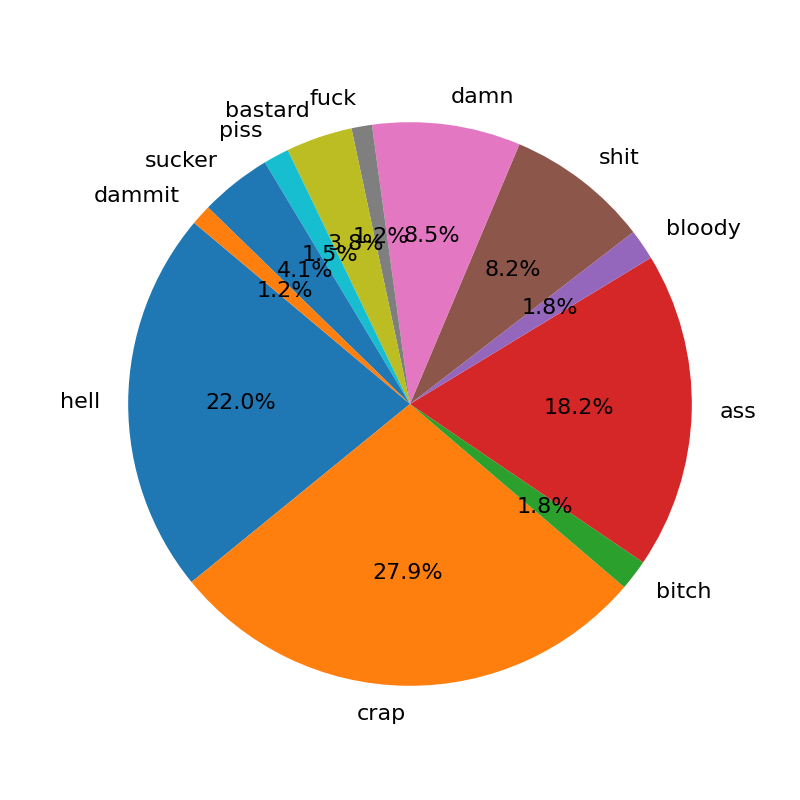 fuck
damn
bastard
piss
shit
sucker
dammit
bloody
8.5%
1.2%
3.8%
1.5%
8.2%
4.1%
1.2%
1.8%
hell
22.0%
18.2%
ass
1.8%
27.9%
bitch
crap